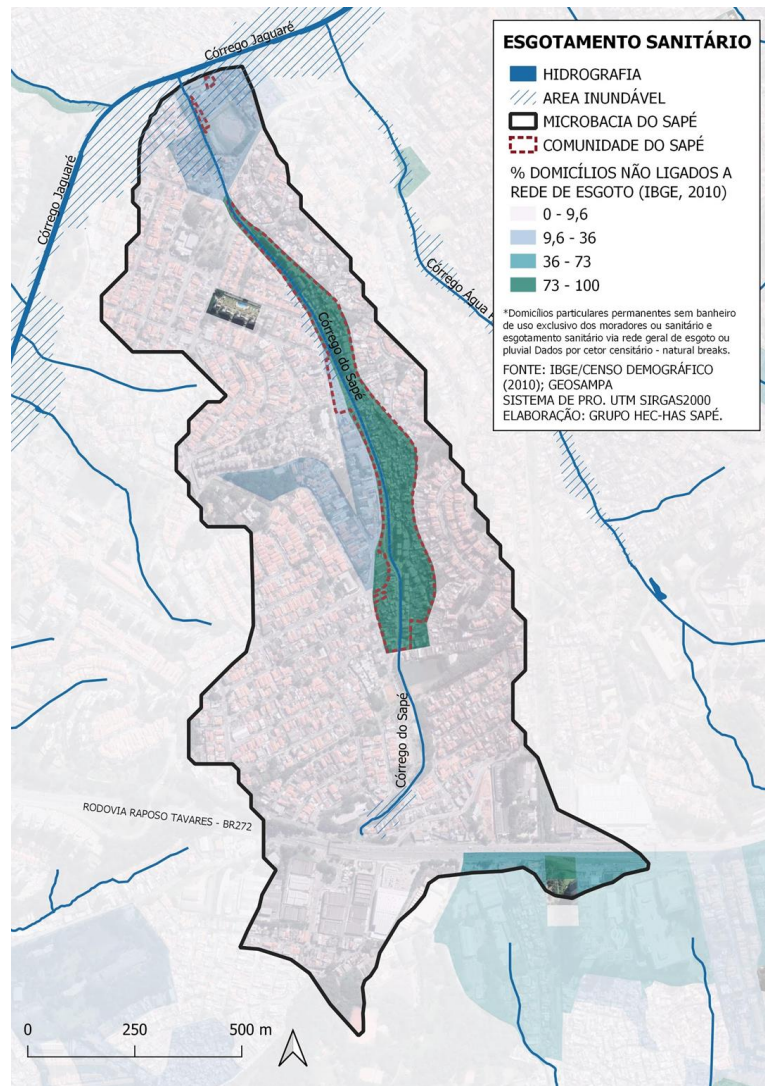 Córrego Jaguaré
ESGOTAMENTO SANITÁRIO
HIDROGRAFIA
AREA INUNDÁVEL
MICROBACIA DO SAPÉ
COMUNIDADE DO SAPÉ
% DOMICÍLIOS NÃO LIGADOS A
REDE DE ESGOTO (IBGE, 2010)
0 - 9,6
9,6 - 36
36 - 73
73 - 100
*Domicílios particulares permanentes sem banheiro
de uso exclusivo dos moradores ou sanitário e
esgotamento sanitário via rede geral de esgoto ou
pluvial Dados por cetor censitário - natural breaks.
FONTE: IBGE/CENSO DEMOGRÁFICO
(2010); GEOSAMPA
SISTEMA DE PRO. UTM SIRGAS2000
ELABORAÇÃO: GRUPO HEC-HAS SAPÉ.
Córrego Jaguaré
Córrego Água
Córrego do Sapé
Córrego do Sapé
RODOVIA RAPOSO TAVARES - BR272
0 250 500 m